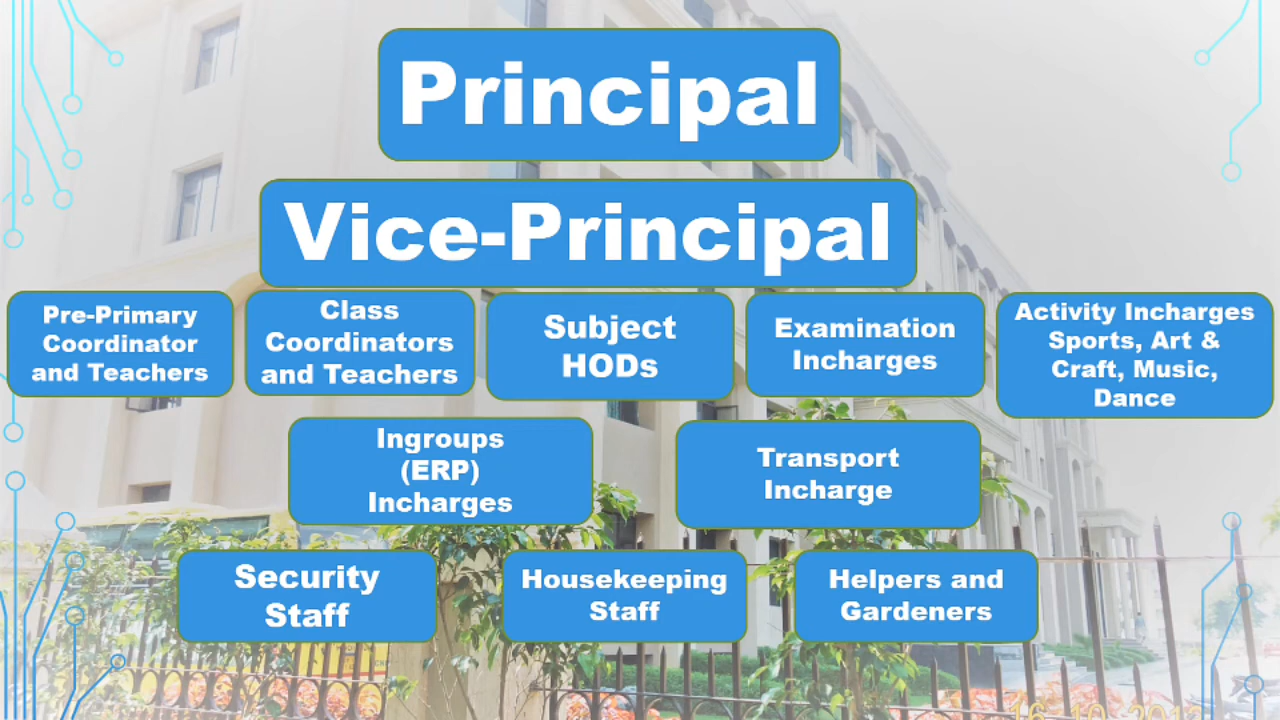 Principal
Vice-Principal
Pre-Primary
Coordinator
and Teachers
Class
Coordinators
and Teachers
Subject
HODs
Examination
Incharges
Activity Incharges
Sports, Art &
Craft, Music,
Dance
Ingroups
(ERP)
Incharges
Transport
Incharge
Security
Staff
Housekeeping
Staff
Helpers and
Gardeners